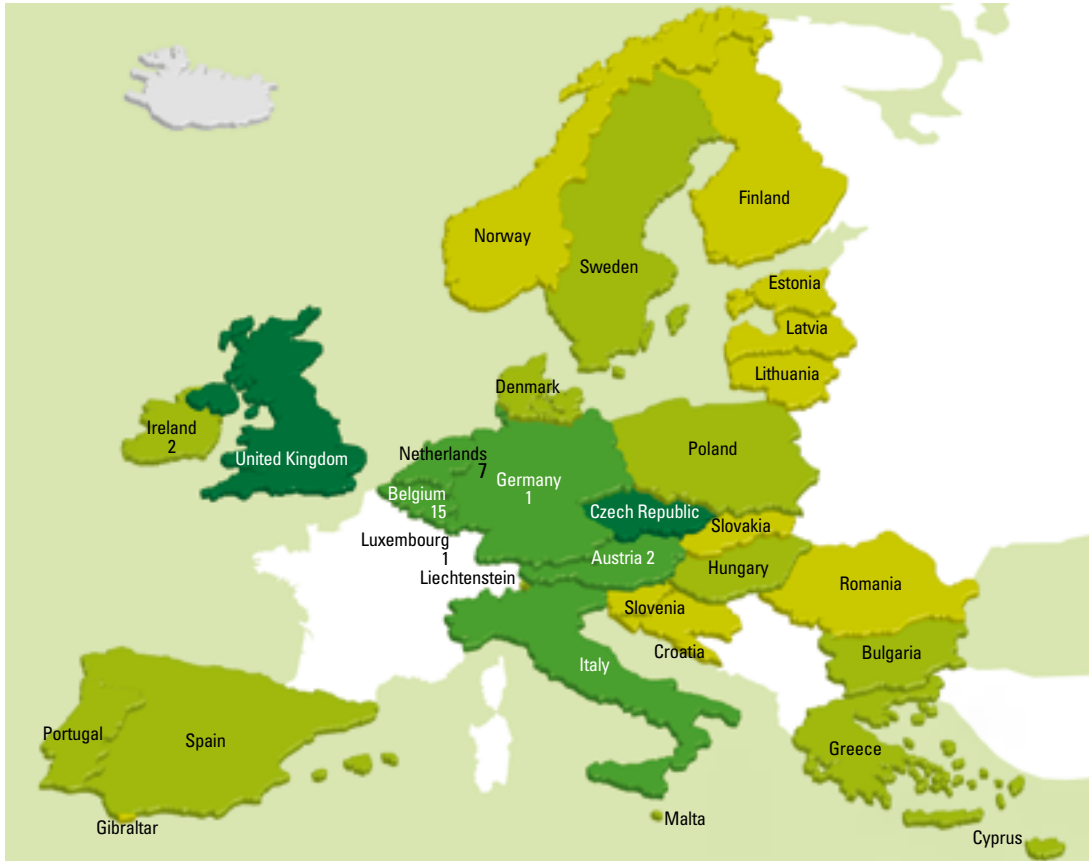 Norway
Finland
Sweden
Estonia
Latvia
Lithuania
Denmark
Ireland
2
United Kingdom
Netherlands
7
Germany
1
Poland
Belgium
15
Czech Republic
Slovakia
Luxembourg
1
Austria 2
Hungary
Liechtenstein
Romania
Slovenia
Croatia
Bulgaria
Italy
Portugal
Spain
Greece
Gibraltar
Malta
Cyprus